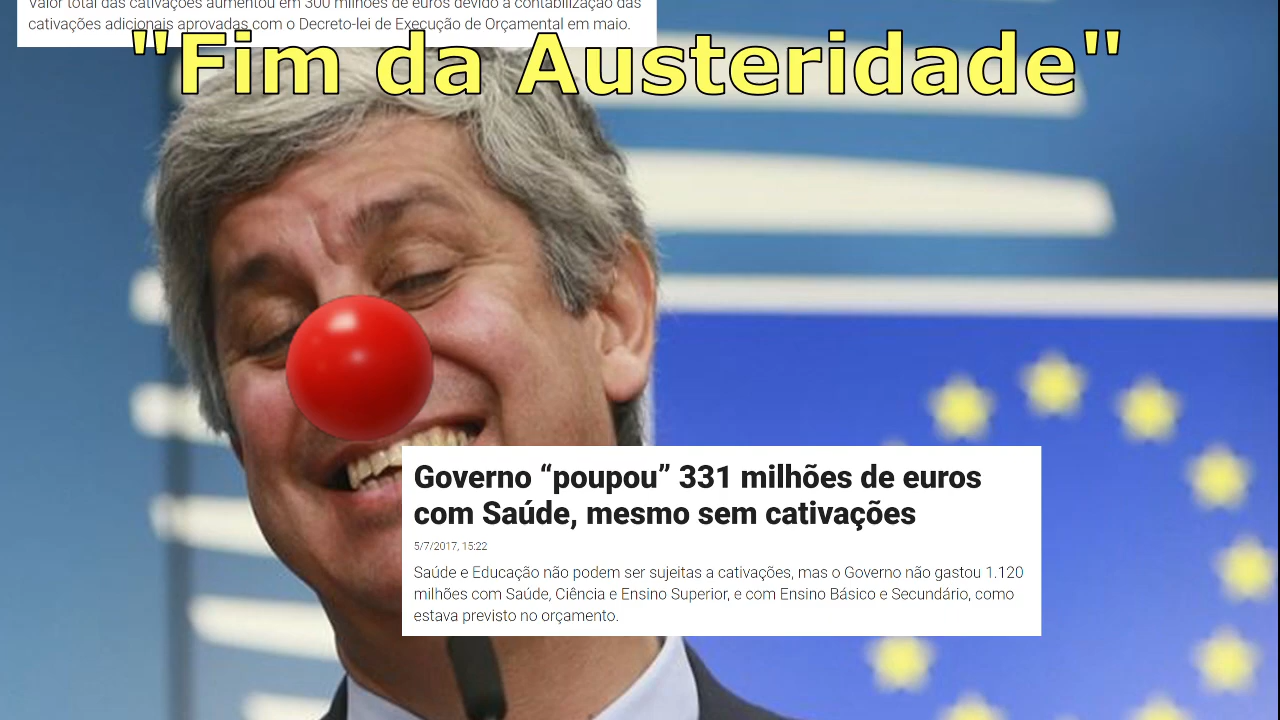 Valor total das cativações aumentou em 300 milhões de euros devido à contabilização das
cativações adicionais aprovadas com o Decreto-lei de Execução de Orçamental em maio.
"Fim da Austeridade"
Governo “poupou” 331 milhões de euros
com Saúde, mesmo sem cativações
5/7/2017, 15:22
Saúde e Educação não podem ser sujeitas a cativações, mas o Governo não gastou 1.120
milhões com Saúde, Ciência e Ensino Superior, e com Ensino Básico e Secundário, como
estava previsto no orçamento.